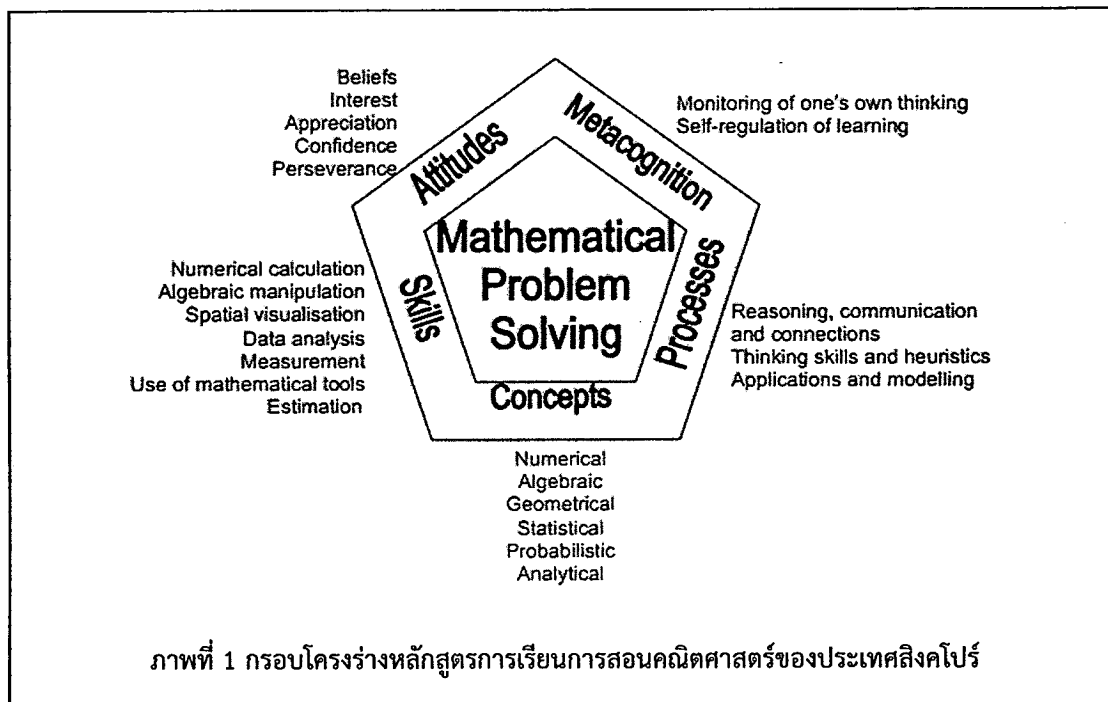 Beliefs
Interest
Appreciation
Confidence
Perseverance
Attitudes
Metacognition
Monitoring of one's own thinking
Self-regulation of learning
Mathematical
Problem
Solving
Skills
Numerical calculation
Algebraic manipulation
Spatial visualisation
Data analysis
Measurement
Use of mathematical tools
Estimation
Processes
Reasoning, communication
and connections
Thinking skills and heuristics
Applications and modelling
Concepts
Numerical
Algebraic
Geometrical
Statistical
Probabilistic
Analytical
ภาพที่ 1 กรอบโครงร่างหลักสูตรการเรียนการสอนคณิตศาสตร์ของประเทศสิงคโปร์